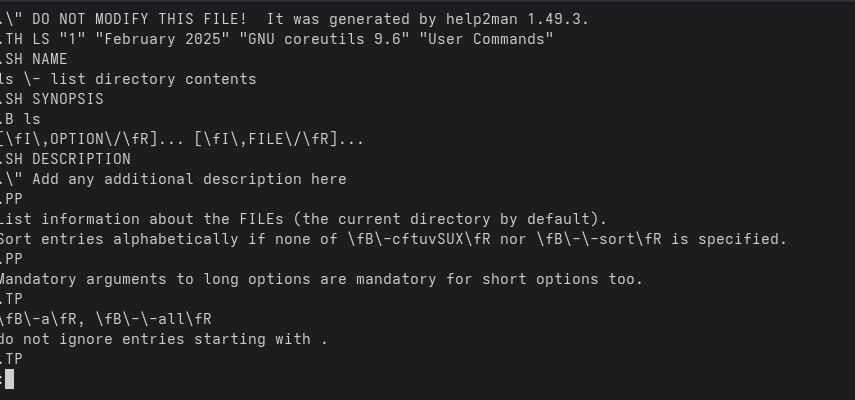 .\" DO NOT MODIFY THIS FILE!  It was generated by help2man 1.49.3.
.TH LS "1" "February 2025" "GNU coreutils 9.6" "User Commands"
.SH NAME
ls \- list directory contents
.SH SYNOPSIS
.B ls
[\fI\,OPTION\/\fR]... [\fI\,FILE\/\fR]...
.SH DESCRIPTION
.\" Add any additional description here
.PP
List information about the FILEs (the current directory by default).
Sort entries alphabetically if none of \fB\-cftuvSUX\fR nor \fB\-\-sort\fR is specified.
.PP
Mandatory arguments to long options are mandatory for short options too.
.TP
\fB\-a\fR, \fB\-\-all\fR
do not ignore entries starting with .
.TP
: